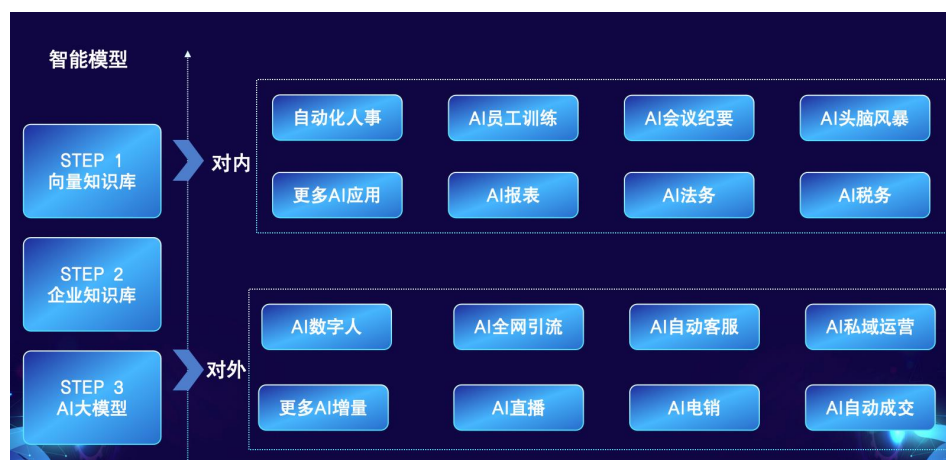 智能模型
STEP 1
向量知识库
STEP 2
企业知识库
STEP 3
AI大模型
对内
自动化人事
AI员工训练
AI会议纪要
AI头脑风暴
更多AI应用
AI报表
AI法务
AI税务
对外
AI数字人
AI全网引流
AI自动客服
AI私域运营
更多AI增量
AI直播
AI电销
AI自动成交